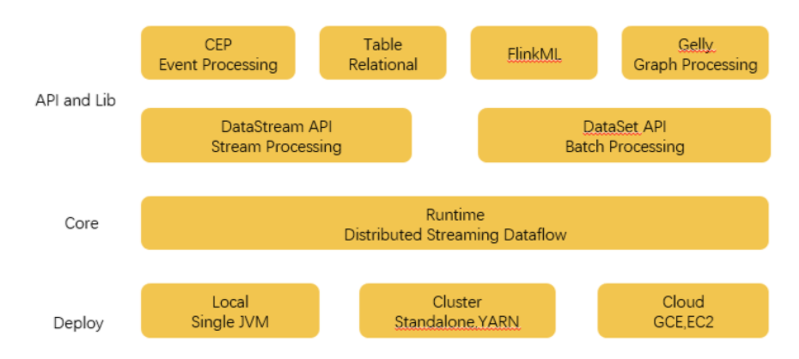 CEP
Event Processing
Table
Relational
FlinkML
Gelly
Graph Processing
API and Lib
DataStream API
Stream Processing
DataSet API
Batch Processing
Core
Runtime
Distributed Streaming Dataflow
Deploy
Local
Single JVM
Cluster
Standalone,YARN
Cloud
GCE,EC2